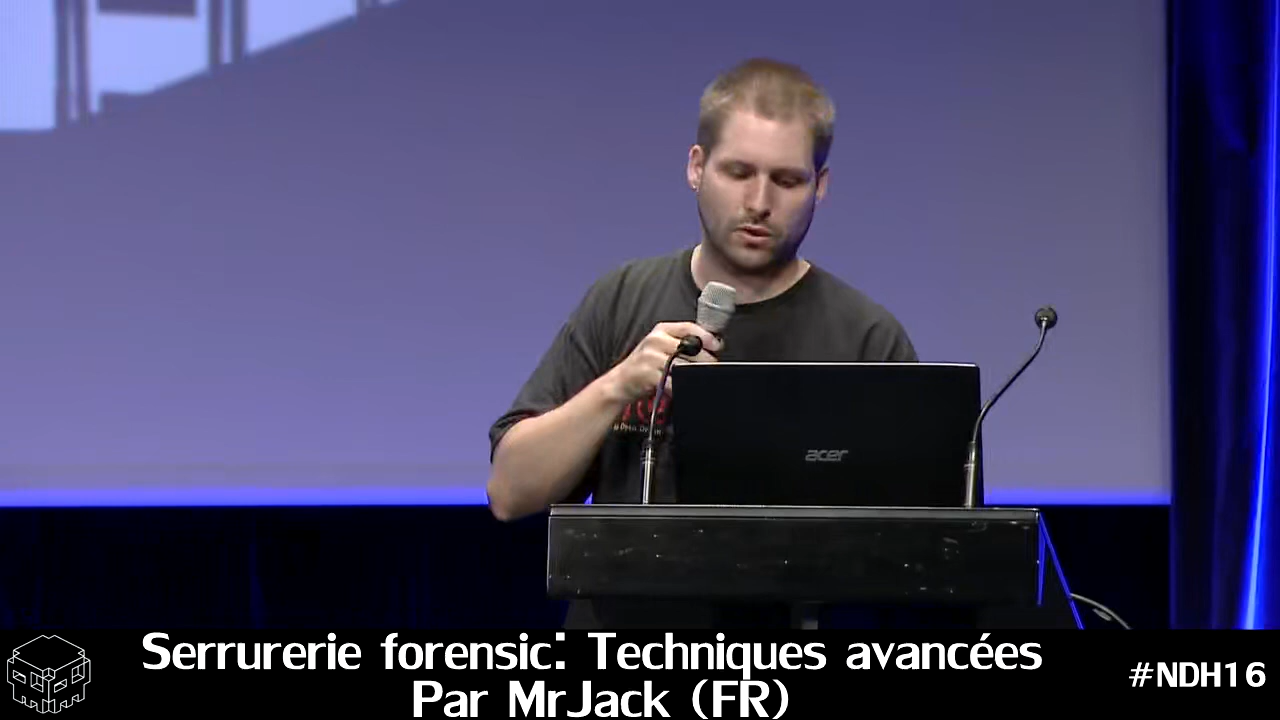 acer
Serrurerie forensic: Techniques avancées
Par MrJack (FR)
#NDH16